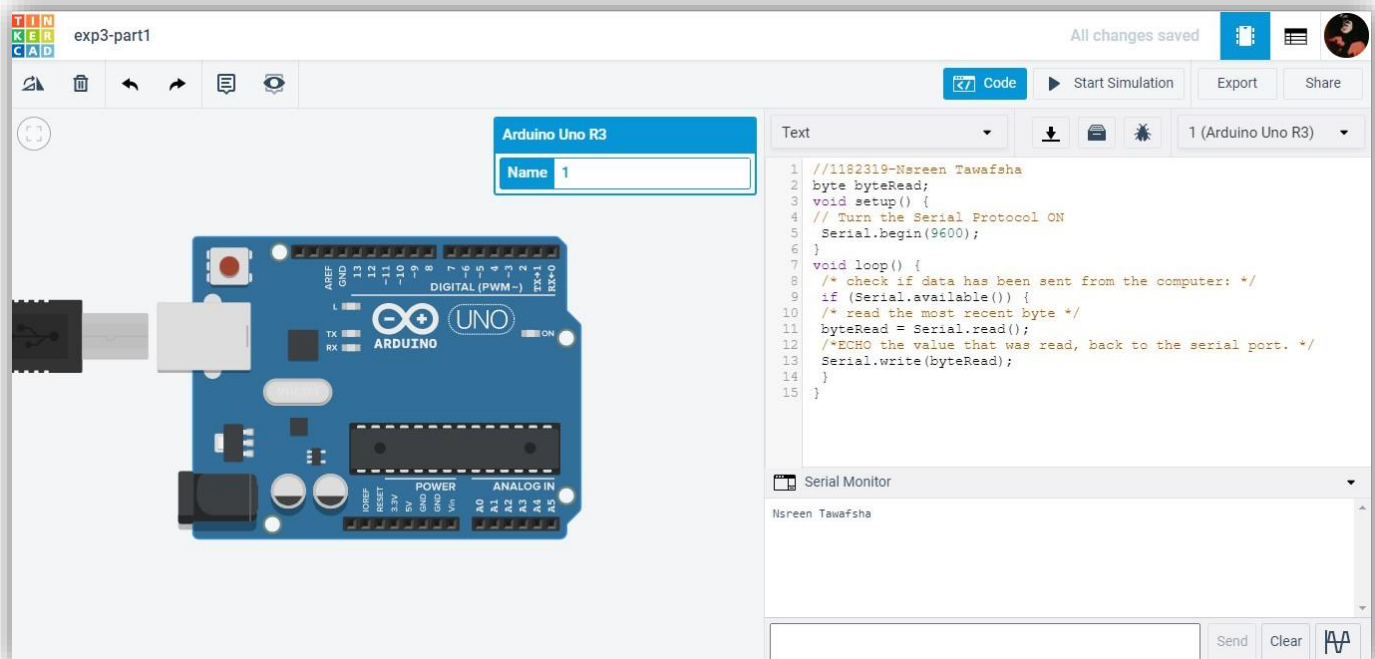 TIN
KER
CAD
exp3-part1
All changes saved
Code
Start Simulation
Export
Share
Arduino Uno R3
Name 1
Text
1 (Arduino Uno R3)
1 //1182319-Nsreen Tawafsha
2 byte byteRead;
3 void setup() {
4 // Turn the Serial Protocol ON
5 Serial.begin(9600);
6 }
7 void loop() {
8 /* check if data has been sent from the computer: */
9 if (Serial.available()) {
10 /* read the most recent byte */
11 byteRead = Serial.read();
12 /*ECHO the value that was read, back to the serial port. */
13 Serial.write(byteRead);
14 }
15 }
AREF
GND
13
12
~11
~10
~9
8
7
~6
~5
4
~3
2
TX→1
RX←0
DIGITAL (PWM~)
L
TX
RX
ARDUINO
UNO
ON
POWER
ANALOG IN
IOREF
RESET
3.3V
5V
GND
GND
Vin
A0
A1
A2
A3
A4
A5
Serial Monitor
Nsreen Tawafsha
Send
Clear